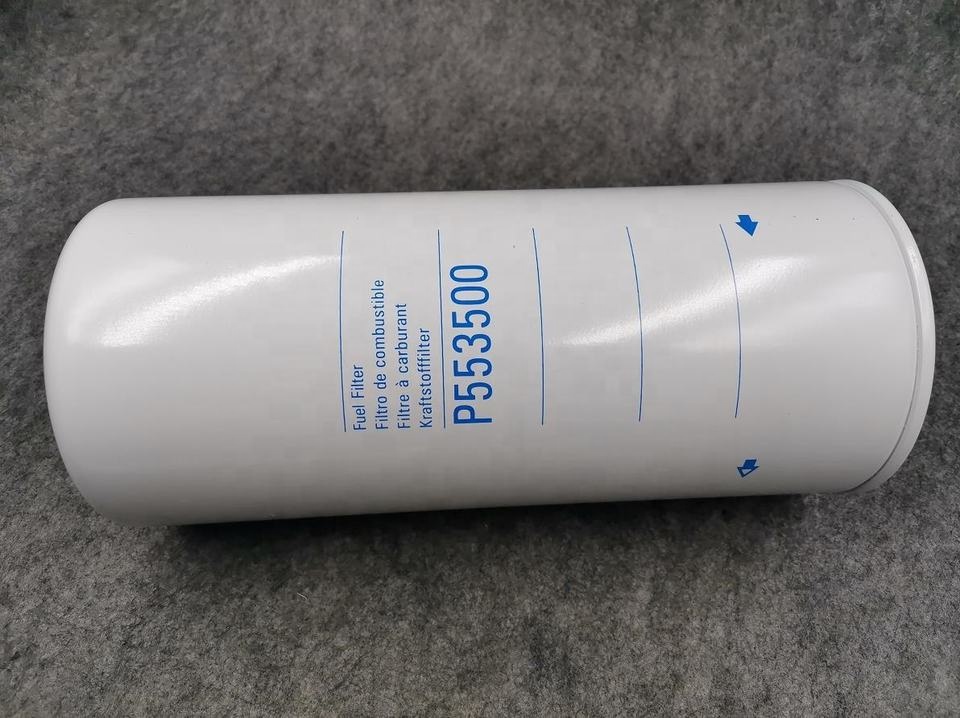 Fuel Filter
Filtro de combustible
Filtre à carburant
Kraftstofffilter
P553500